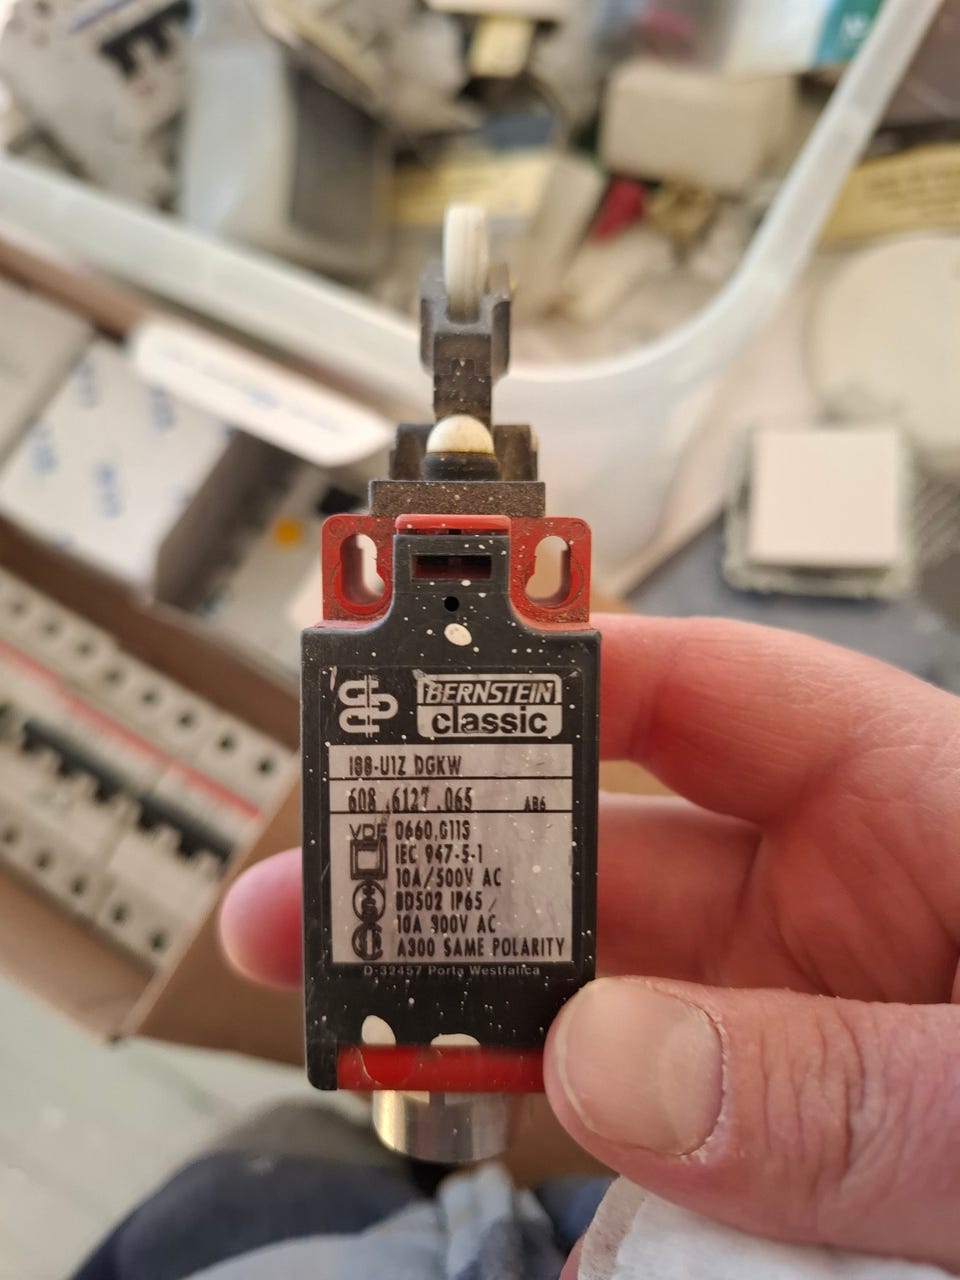 BERNSTEIN
classic
I88-U1Z DGKW
608.6127.065 AB6
VDE 0660,G11S
IEC 947-5-1
10A/500V AC
BD502 IP65
10A 300V AC
A300 SAME POLARITY
D-32457 Porta Westfalica